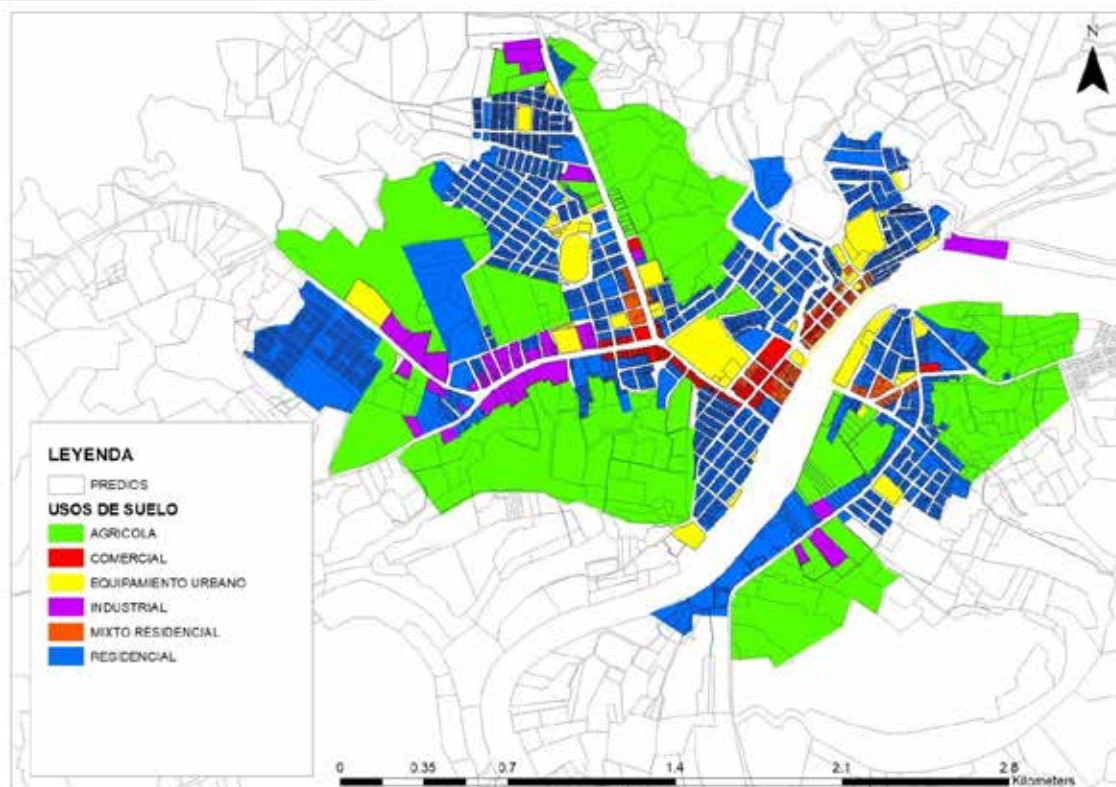 N
LEYENDA
PREDIOS
USOS DE SUELO
AGRICOLA
COMERCIAL
EQUIPAMIENTO URBANO
INDUSTRIAL
MIXTO RESIDENCIAL
RESIDENCIAL
0 0.35 0.7 1.4 2.1 2.8
Kilometers